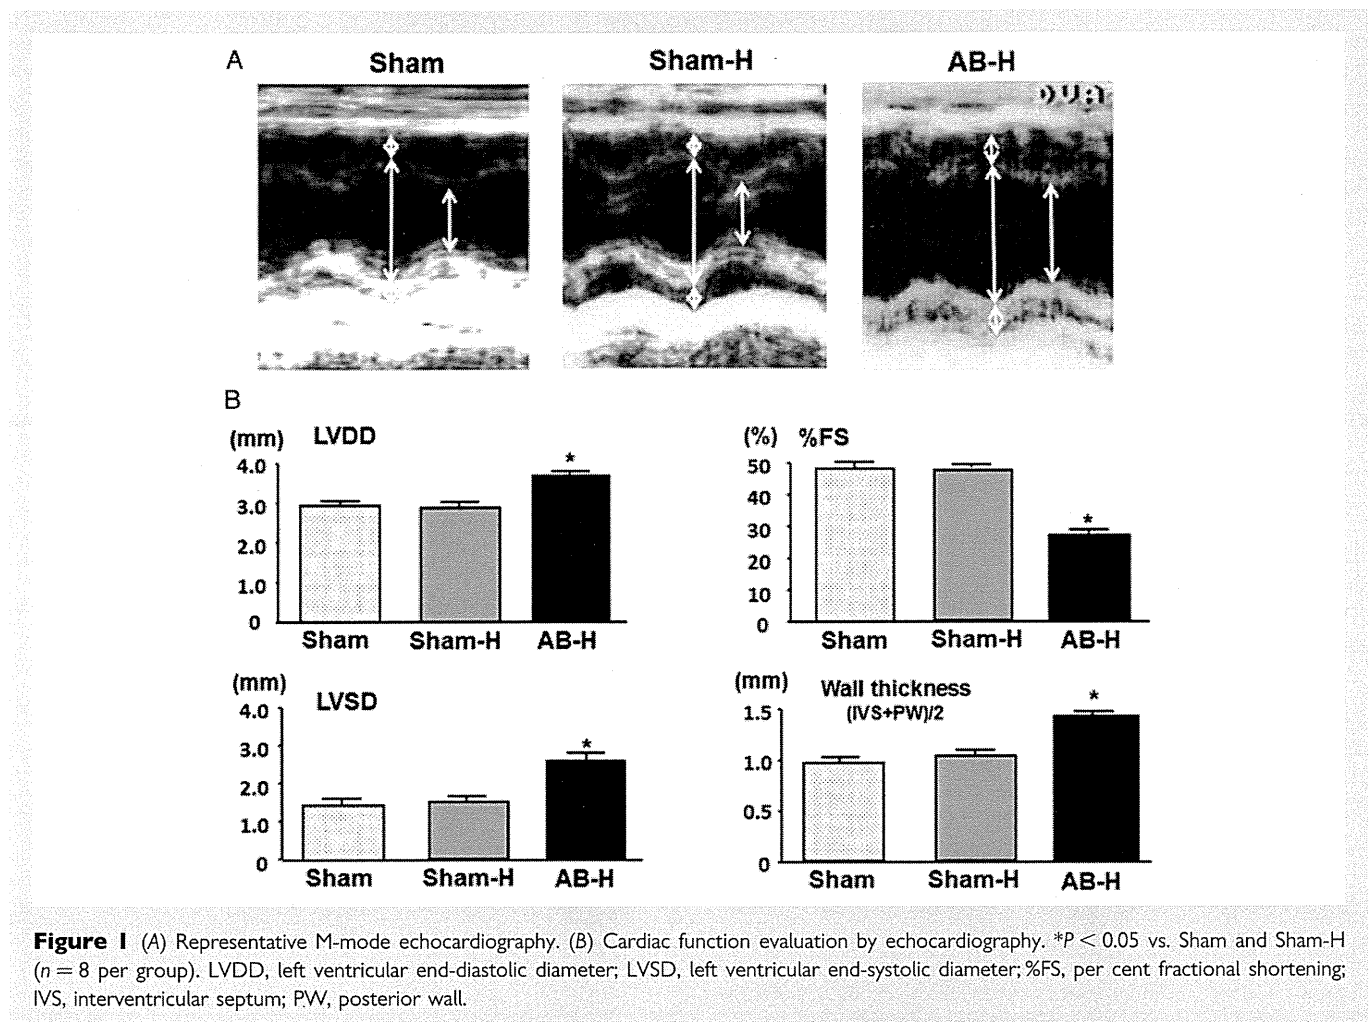 A
Sham
Sham-H
AB-H
B
(mm) LVDD
4.0
*
3.0
2.0
1.0
0
Sham Sham-H AB-H
(%) %FS
50
40
30
*
20
10
0
Sham Sham-H AB-H
(mm) LVSD
4.0
3.0
*
2.0
1.0
0
Sham Sham-H AB-H
(mm) Wall thickness
(IVS+PW)/2
*
1.5
1.0
0.5
0
Sham Sham-H AB-H
Figure 1 (A) Representative M-mode echocardiography. (B) Cardiac function evaluation by echocardiography. *P < 0.05 vs. Sham and Sham-H
(n = 8 per group). LVDD, left ventricular end-diastolic diameter; LVSD, left ventricular end-systolic diameter; %FS, per cent fractional shortening;
IVS, interventricular septum; PW, posterior wall.